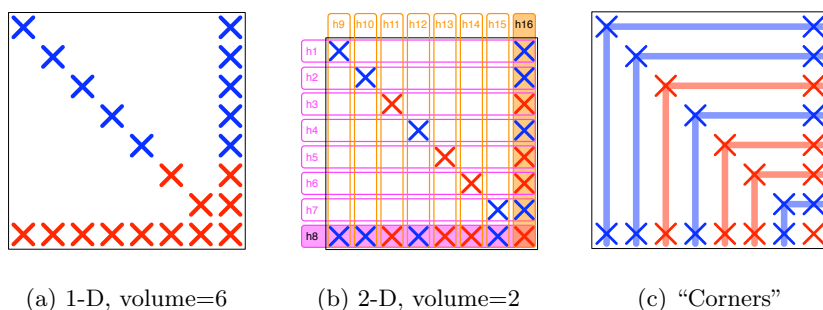 h9 h10 h11 h12 h13 h14 h15 h16
h1
h2
h3
h4
h5
h6
h7
h8
(a) 1-D, volume=6 (b) 2-D, volume=2 (c) “Corners”